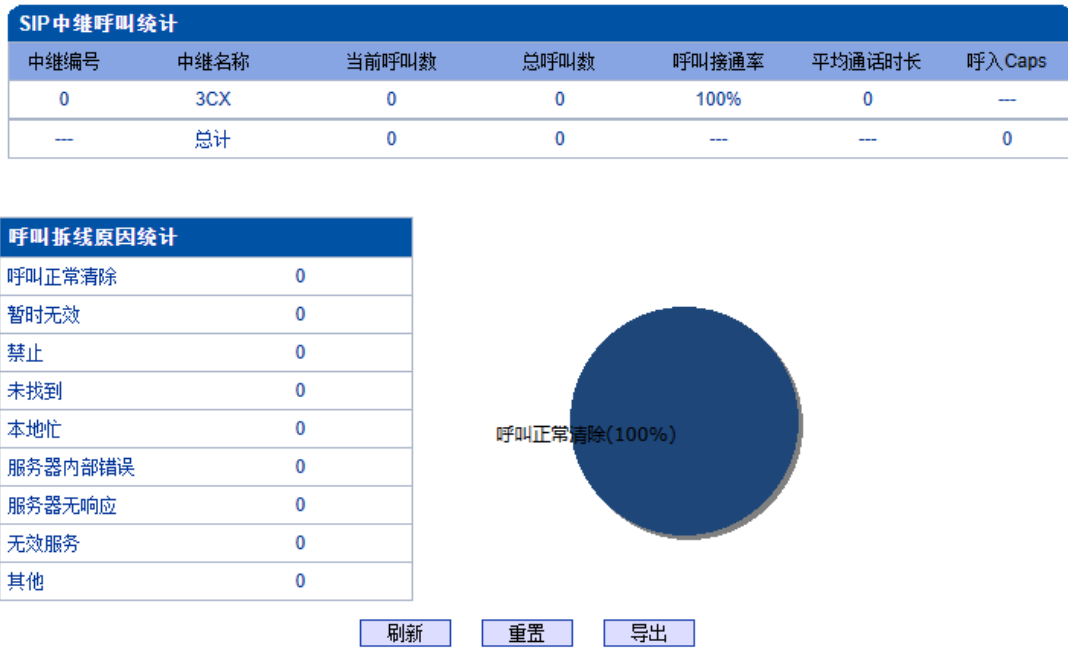 SIP中继呼叫统计
中继编号 中继名称 当前呼叫数 总呼叫数 呼叫接通率 平均通话时长 呼入Caps
0 3CX 0 0 100% 0 ---
--- 总计 0 0 --- --- 0
呼叫拆线原因统计
呼叫正常清除 0
暂时无效 0
禁止 0
未找到 0
本地忙 0
服务器内部错误 0
服务器无响应 0
无效服务 0
其他 0
呼叫正常清除(100%)
刷新 重置 导出